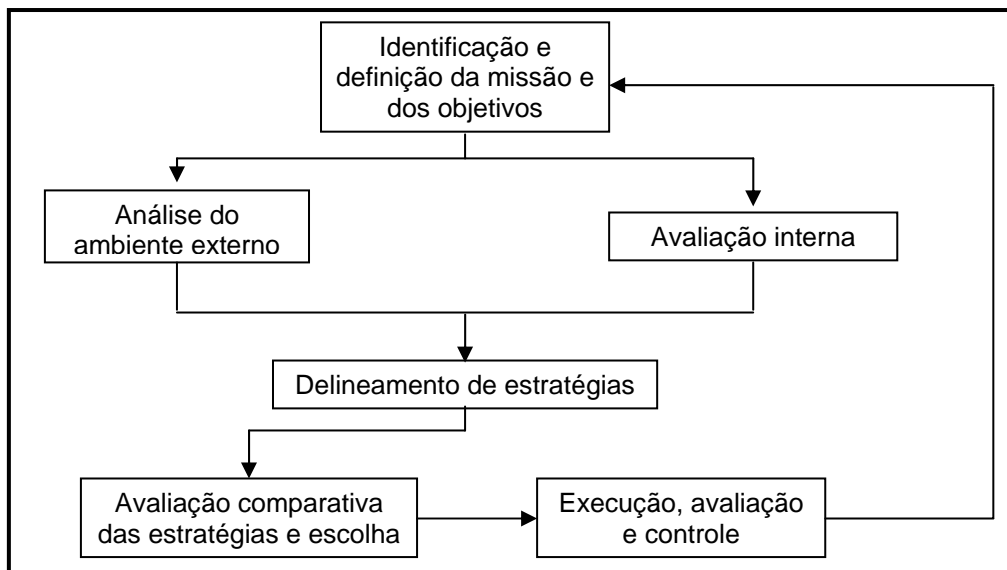 Identificação e
definição da missão e
dos objetivos
Análise do
ambiente externo
Avaliação interna
Delineamento de estratégias
Avaliação comparativa
das estratégias e escolha
Execução, avaliação
e controle